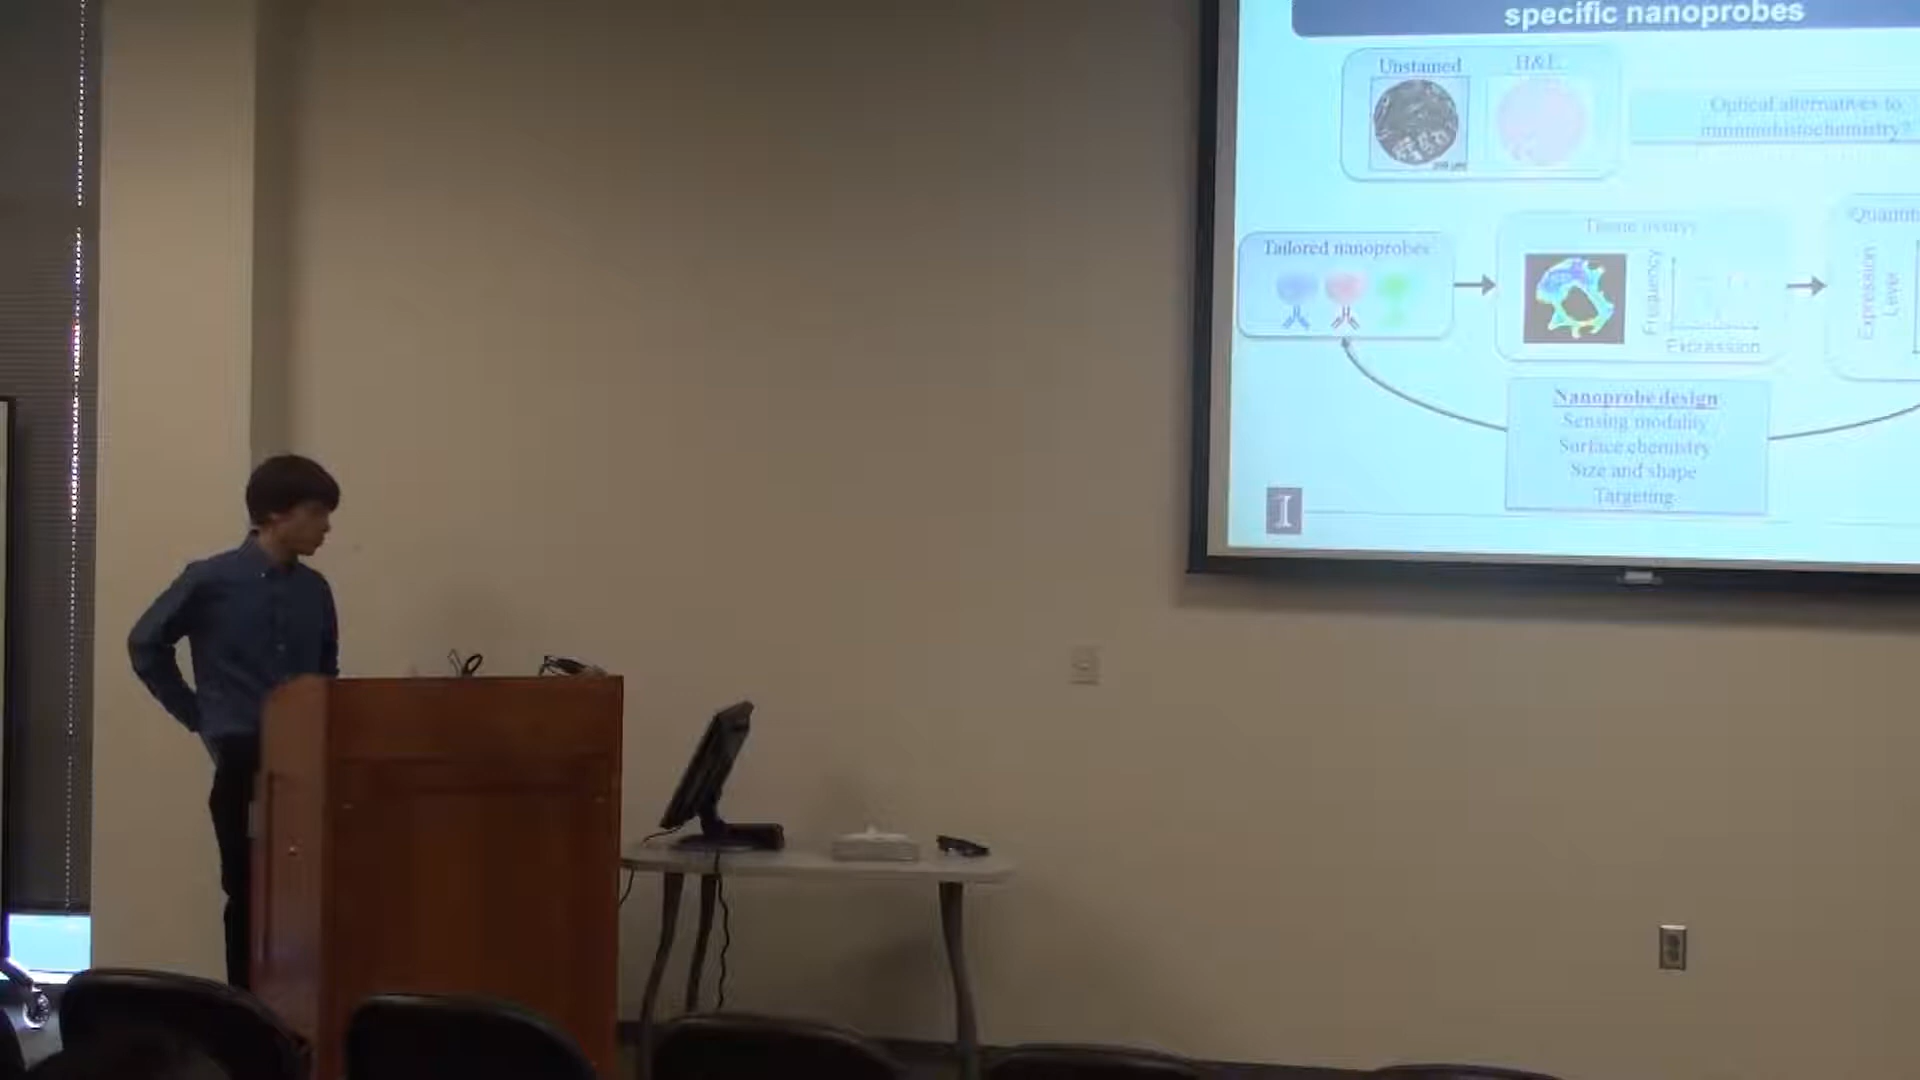 specific nanoprobes
Unstained
H&E
Optical alternatives to
immunohistochemistry?
Tailored nanoprobes
Frequency
Expression
Expression
Level
Nanoprobe design
Sensing modality
Surface chemistry
Size and shape
Targeting
I